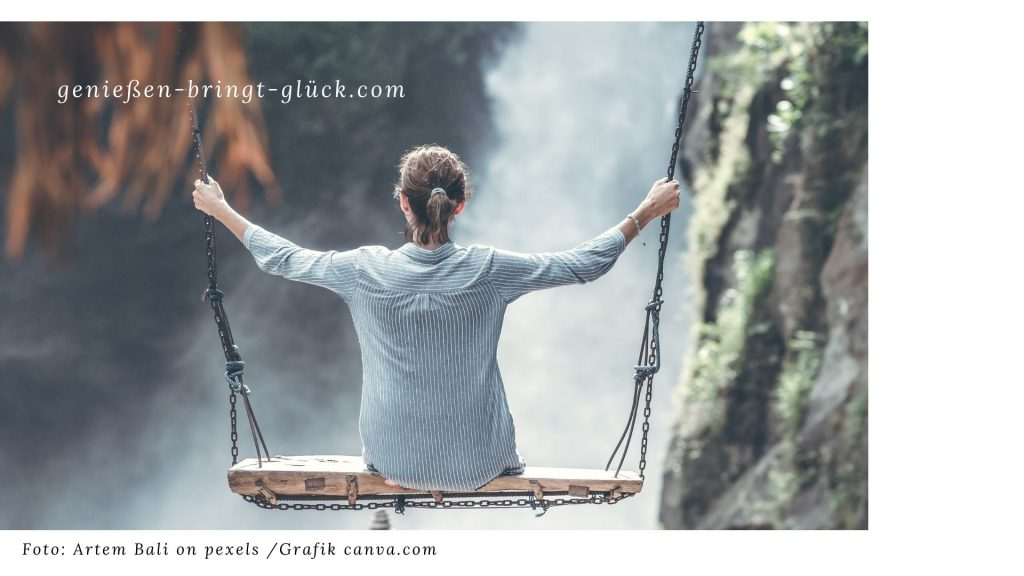 genießen-bringt-glück.com
Foto: Artem Bali on pexels /Grafik canva.com